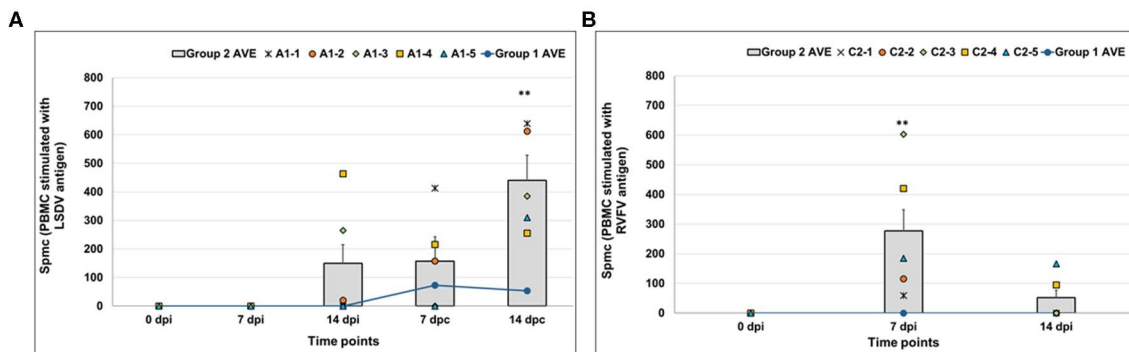 A
Group 2 AVE A1-1 A1-2 A1-3 A1-4 A1-5 Group 1 AVE
800
700
600
500
400
300
200
100
0
Spmc (PBMC stimulated with
LSDV antigen)
**
0 dpi 7 dpi 14 dpi 7 dpc 14 dpc
Time points
B
Group 2 AVE C2-1 C2-2 C2-3 C2-4 C2-5 Group 1 AVE
800
700
600
500
400
300
200
100
0
Spmc (PBMC stimulated with
RVFV antigen)
**
0 dpi 7 dpi 14 dpi
Time points